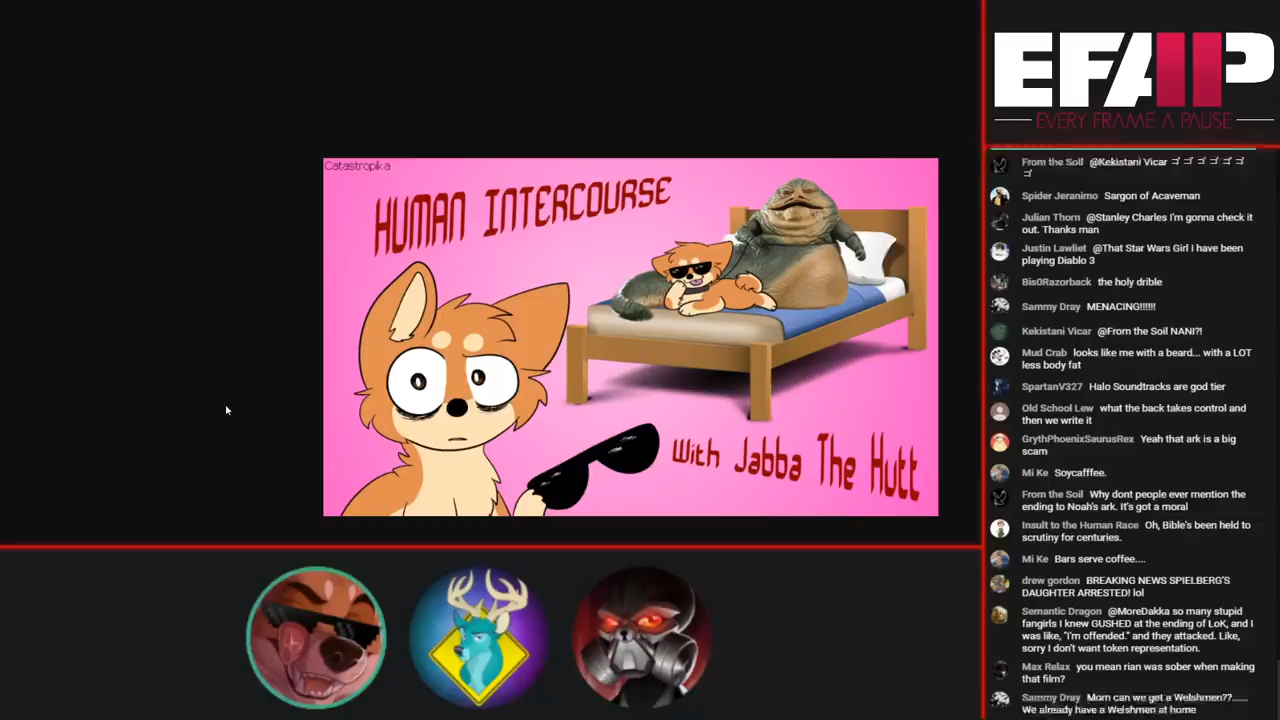 EFAP
EVERY FRAME A PAUSE
Catastropika
HUMAN INTERCOURSE
With Jabba The Hutt
From the Soil @Kekistani Vicar ゴ ゴ ゴ ゴ ゴ ゴ
ゴ
Spider Jeranimo Sargon of Acaveman
Julian Thorn @Stanley Charles I'm gonna check it
out. Thanks man
Justin Lawliet @That Star Wars Girl I have been
playing Diablo 3
Bis0Razorback the holy drible
Sammy Dray MENACING!!!!!!
Kekistani Vicar @From the Soil NANI?!
Mud Crab looks like me with a beard... with a LOT
less body fat
SpartanV327 Halo Soundtracks are god tier
Old School Lew what the back takes control and
then we write it
GrythPhoenixSaurusRex Yeah that ark is a big
scam
Mi Ke Soycafffee.
From the Soil Why dont people ever mention the
ending to Noah's ark. It's got a moral
Insult to the Human Race Oh, Bible's been held to
scrutiny for centuries.
Mi Ke Bars serve coffee....
drew gordon BREAKING NEWS SPIELBERG'S
DAUGHTER ARRESTED! lol
Semantic Dragon @MoreDakka so many stupid
fangirls I knew GUSHED at the ending of LoK, and I
was like, "I'm offended." and they attacked. Like,
sorry I don't want token representation.
Max Relax you mean rian was sober when making
that film?
Sammy Dray Mom can we get a Welshmen??
We already have a Welshmen at home